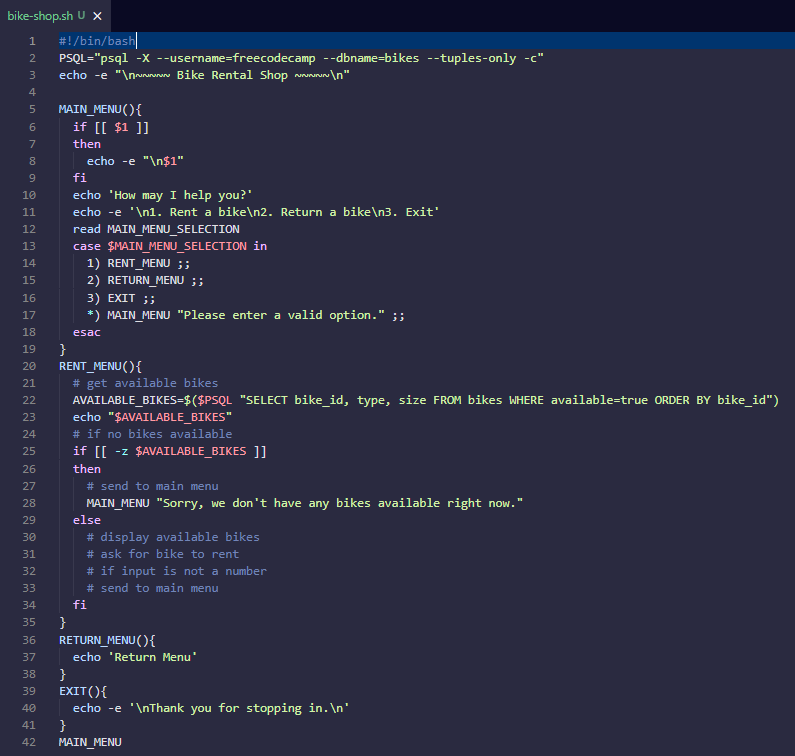 bike-shop.sh U ×
1 #!/bin/bash
2 PSQL="psql -X --username=freecodecamp --dbname=bikes --tuples-only -c"
3 echo -e "\n~~~~~ Bike Rental Shop ~~~~~\n"
4
5 MAIN_MENU(){
6   if [[ $1 ]]
7   then
8     echo -e "\n$1"
9   fi
10   echo 'How may I help you?'
11   echo -e '\n1. Rent a bike\n2. Return a bike\n3. Exit'
12   read MAIN_MENU_SELECTION
13   case $MAIN_MENU_SELECTION in
14     1) RENT_MENU ;;
15     2) RETURN_MENU ;;
16     3) EXIT ;;
17     *) MAIN_MENU "Please enter a valid option." ;;
18   esac
19 }
20 RENT_MENU(){
21   # get available bikes
22   AVAILABLE_BIKES=$($PSQL "SELECT bike_id, type, size FROM bikes WHERE available=true ORDER BY bike_id")
23   echo "$AVAILABLE_BIKES"
24   # if no bikes available
25   if [[ -z $AVAILABLE_BIKES ]]
26   then
27     # send to main menu
28     MAIN_MENU "Sorry, we don't have any bikes available right now."
29   else
30     # display available bikes
31     # ask for bike to rent
32     # if input is not a number
33     # send to main menu
34   fi
35 }
36 RETURN_MENU(){
37   echo 'Return Menu'
38 }
39 EXIT(){
40   echo -e '\nThank you for stopping in.\n'
41 }
42 MAIN_MENU